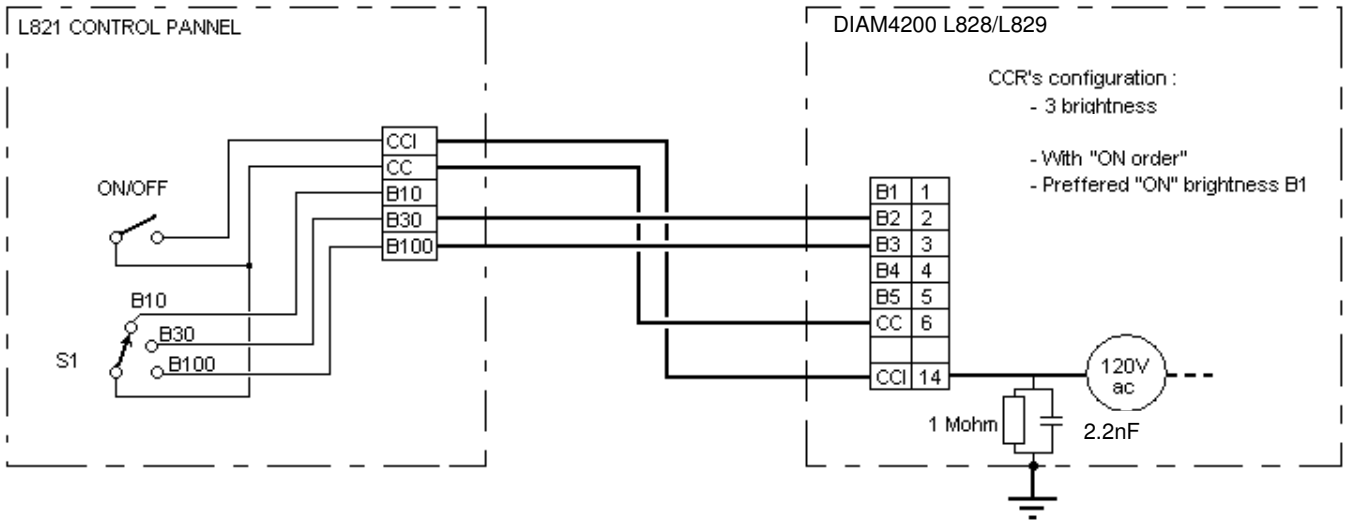 L821 CONTROL PANNEL
ON/OFF
B10
B30
B100
S1
CCI
CC
B10
B30
B100
DIAM4200 L828/L829
CCR's configuration :
- 3 brightness
- With "ON order"
- Preffered "ON" brightness B1
B1 1
B2 2
B3 3
B4 4
B5 5
CC 6
CCI 14
120V
ac
1 Mohm
2.2nF